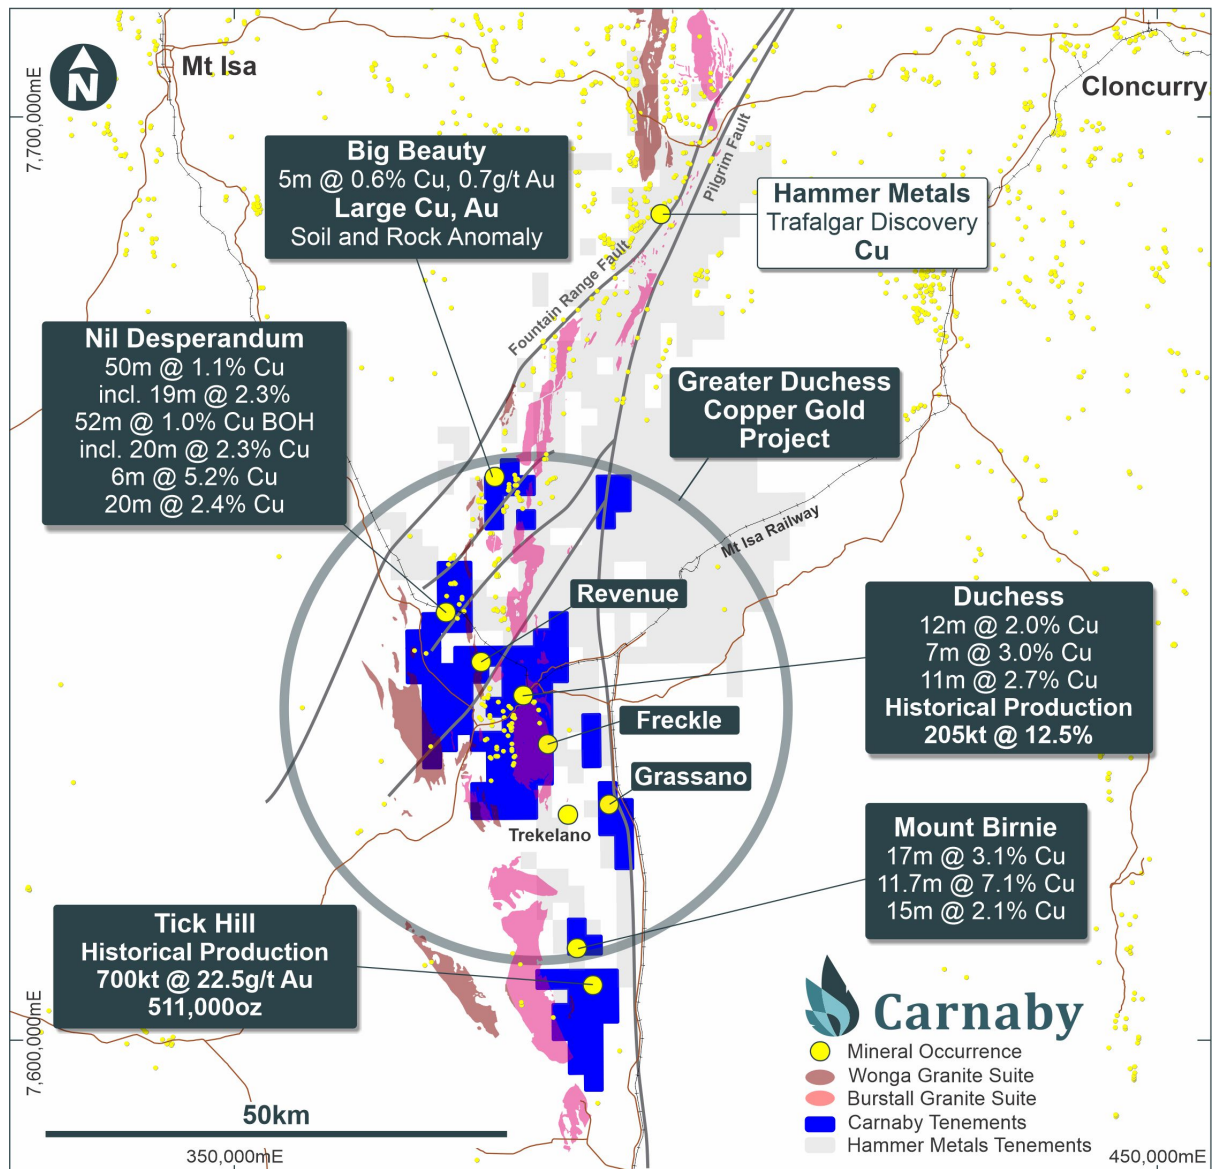 N
Mt Isa
Cloncurry
7,700,000mE
Big Beauty
5m @ 0.6% Cu, 0.7g/t Au
Large Cu, Au
Soil and Rock Anomaly
Pilgrim Fault
Hammer Metals
Trafalgar Discovery
Cu
Fountain Range Fault
Nil Desperandum
50m @ 1.1% Cu
incl. 19m @ 2.3%
52m @ 1.0% Cu BOH
incl. 20m @ 2.3% Cu
6m @ 5.2% Cu
20m @ 2.4% Cu
Greater Duchess
Copper Gold
Project
Mt Isa Railway
Revenue
Duchess
12m @ 2.0% Cu
7m @ 3.0% Cu
11m @ 2.7% Cu
Historical Production
205kt @ 12.5%
Freckle
Grassano
Trekelano
Mount Birnie
17m @ 3.1% Cu
11.7m @ 7.1% Cu
15m @ 2.1% Cu
Tick Hill
Historical Production
700kt @ 22.5g/t Au
511,000oz
7,600,000mE
Carnaby
Mineral Occurrence
Wonga Granite Suite
Burstall Granite Suite
Carnaby Tenements
Hammer Metals Tenements
50km
350,000mE
450,000mE